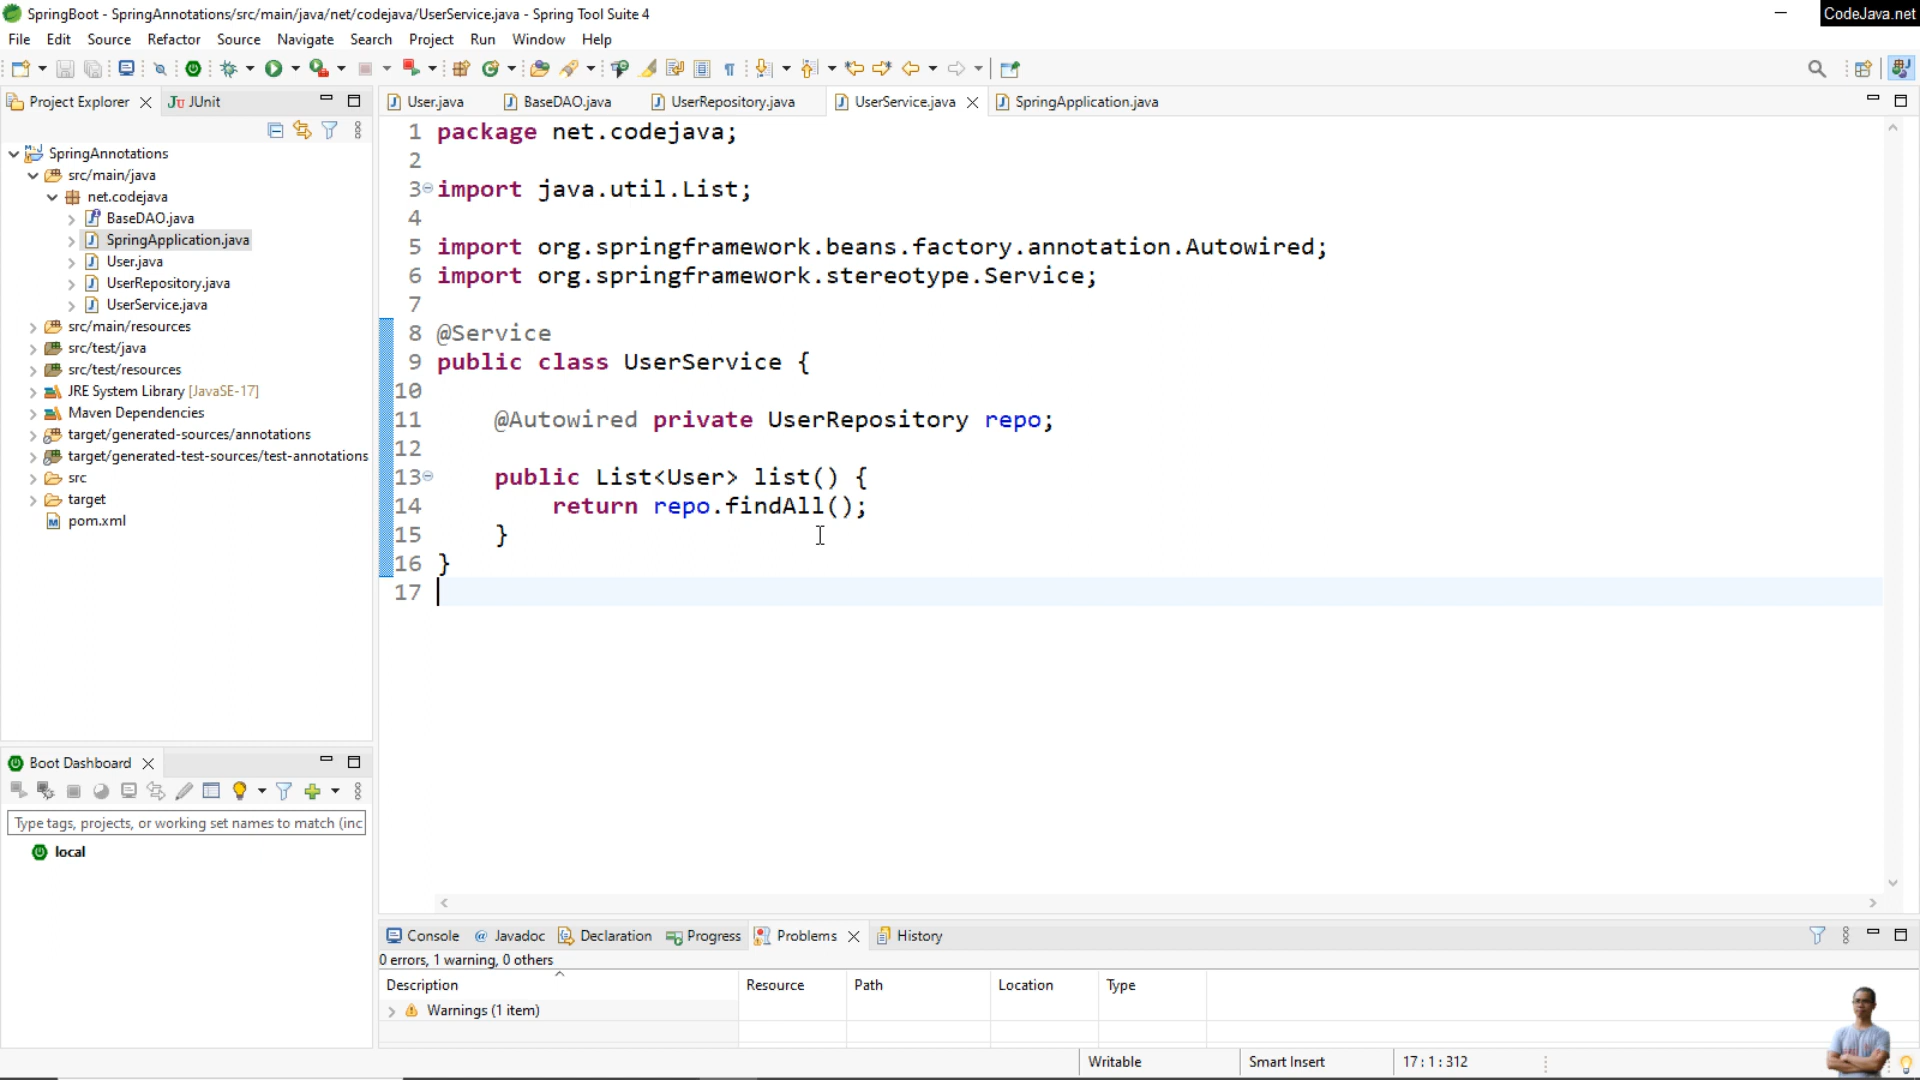 SpringBoot - SpringAnnotations/src/main/java/net/codejava/UserService.java - Spring Tool Suite 4
CodeJava.net
File Edit Source Refactor Source Navigate Search Project Run Window Help
Project Explorer JUnit
User.java BaseDAO.java UserRepository.java UserService.java SpringApplication.java
SpringAnnotations
src/main/java
net.codejava
BaseDAO.java
SpringApplication.java
User.java
UserRepository.java
UserService.java
src/main/resources
src/test/java
src/test/resources
JRE System Library [JavaSE-17]
Maven Dependencies
target/generated-sources/annotations
target/generated-test-sources/test-annotations
src
target
pom.xml
1 package net.codejava;
2
3 import java.util.List;
4
5 import org.springframework.beans.factory.annotation.Autowired;
6 import org.springframework.stereotype.Service;
7
8 @Service
9 public class UserService {
10
11 @Autowired private UserRepository repo;
12
13 public List<User> list() {
14 return repo.findAll();
15 }
16 }
17
Boot Dashboard
Type tags, projects, or working set names to match (inc
local
Console Javadoc Declaration Progress Problems History
0 errors, 1 warning, 0 others
Description Resource Path Location Type
Warnings (1 item)
Writable Smart Insert 17 : 1 : 312